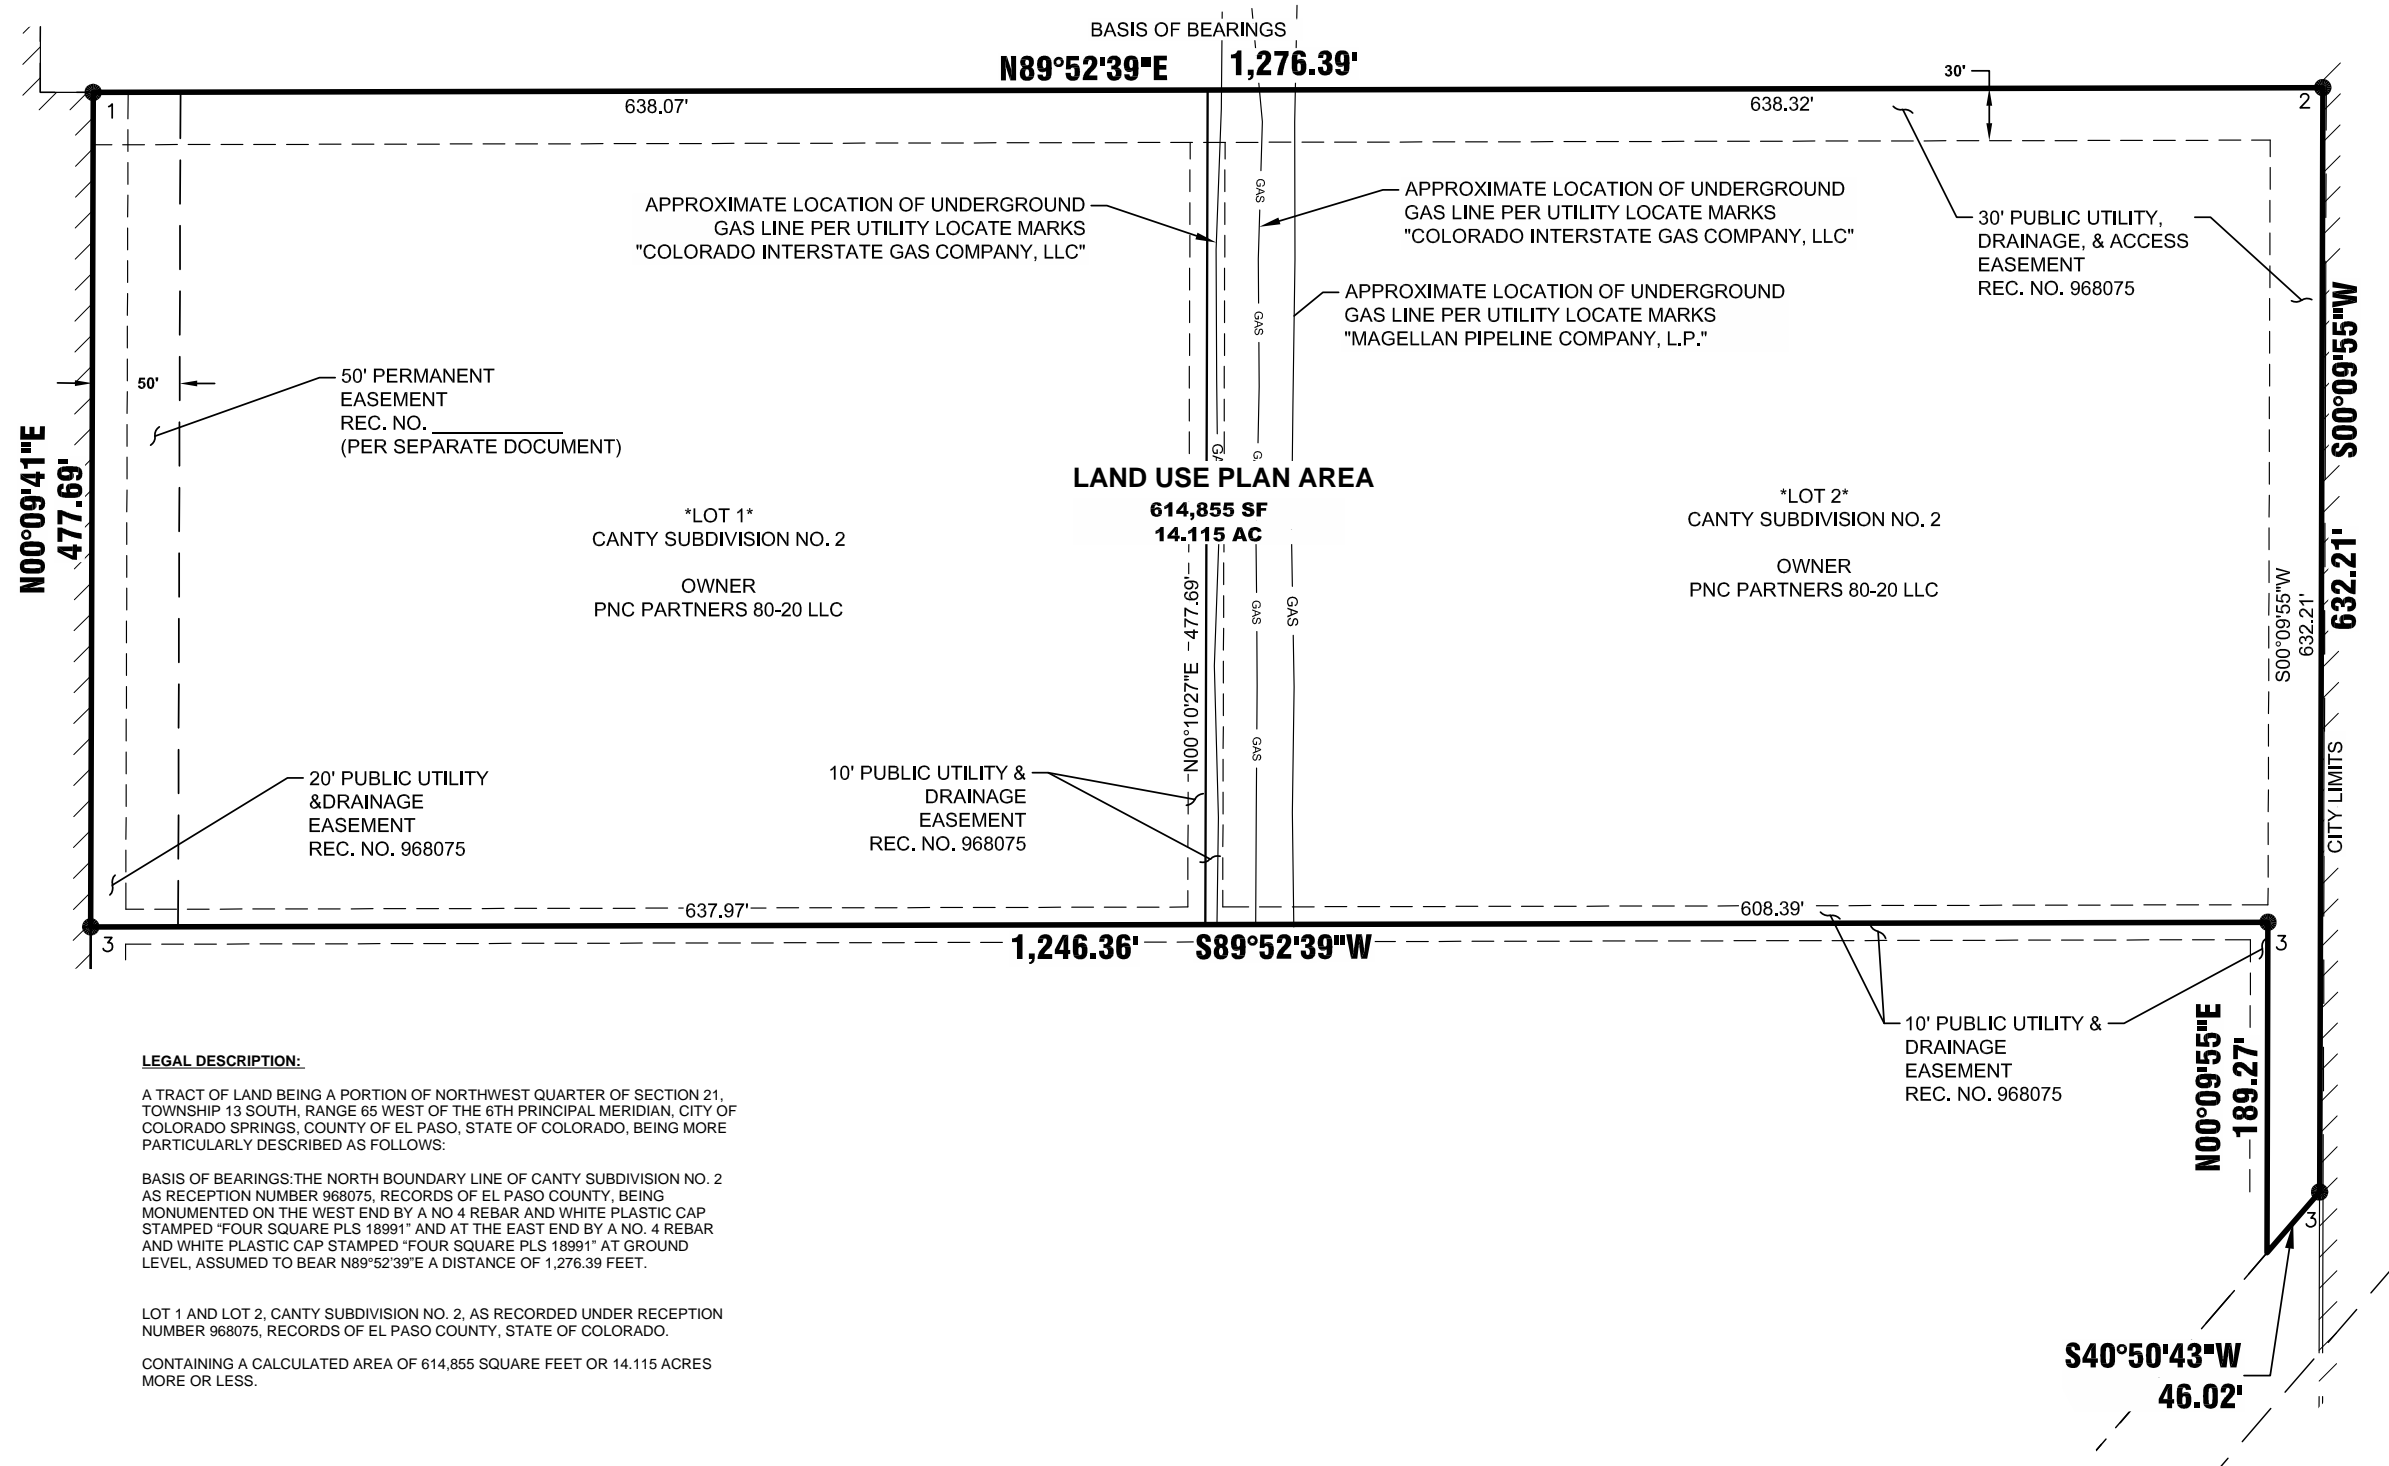 BASIS OF BEARINGS
N89°52'39"E 1,276.39'
30'
1
638.07'
638.32'
2
APPROXIMATE LOCATION OF UNDERGROUND
GAS LINE PER UTILITY LOCATE MARKS
"COLORADO INTERSTATE GAS COMPANY, LLC"
GAS
APPROXIMATE LOCATION OF UNDERGROUND
GAS LINE PER UTILITY LOCATE MARKS
"COLORADO INTERSTATE GAS COMPANY, LLC"
30' PUBLIC UTILITY,
DRAINAGE, & ACCESS
EASEMENT
REC. NO. 968075
APPROXIMATE LOCATION OF UNDERGROUND
GAS LINE PER UTILITY LOCATE MARKS
"MAGELLAN PIPELINE COMPANY, L.P."
GAS
50'
50' PERMANENT
EASEMENT
REC. NO. ____________
(PER SEPARATE DOCUMENT)
N00°09'41"E
477.69'
S00°09'55"W
632.21'
GA
G
LAND USE PLAN AREA
614,855 SF
14.115 AC
*LOT 1*
CANTY SUBDIVISION NO. 2
OWNER
PNC PARTNERS 80-20 LLC
*LOT 2*
CANTY SUBDIVISION NO. 2
OWNER
PNC PARTNERS 80-20 LLC
N00°10'27"E 477.69'
GAS
GAS
GAS
S00°09'55"W
632.21'
CITY LIMITS
20' PUBLIC UTILITY
&DRAINAGE
EASEMENT
REC. NO. 968075
10' PUBLIC UTILITY &
DRAINAGE
EASEMENT
REC. NO. 968075
637.97'
608.39'
3
1,246.36' S89°52'39"W
3
10' PUBLIC UTILITY &
DRAINAGE
EASEMENT
REC. NO. 968075
N00°09'55"E
189.27'
3
S40°50'43"W
46.02'
LEGAL DESCRIPTION:
A TRACT OF LAND BEING A PORTION OF NORTHWEST QUARTER OF SECTION 21,
TOWNSHIP 13 SOUTH, RANGE 65 WEST OF THE 6TH PRINCIPAL MERIDIAN, CITY OF
COLORADO SPRINGS, COUNTY OF EL PASO, STATE OF COLORADO, BEING MORE
PARTICULARLY DESCRIBED AS FOLLOWS:
BASIS OF BEARINGS:THE NORTH BOUNDARY LINE OF CANTY SUBDIVISION NO. 2
AS RECEPTION NUMBER 968075, RECORDS OF EL PASO COUNTY, BEING
MONUMENTED ON THE WEST END BY A NO 4 REBAR AND WHITE PLASTIC CAP
STAMPED “FOUR SQUARE PLS 18991” AND AT THE EAST END BY A NO. 4 REBAR
AND WHITE PLASTIC CAP STAMPED “FOUR SQUARE PLS 18991” AT GROUND
LEVEL, ASSUMED TO BEAR N89°52'39"E A DISTANCE OF 1,276.39 FEET.
LOT 1 AND LOT 2, CANTY SUBDIVISION NO. 2, AS RECORDED UNDER RECEPTION
NUMBER 968075, RECORDS OF EL PASO COUNTY, STATE OF COLORADO.
CONTAINING A CALCULATED AREA OF 614,855 SQUARE FEET OR 14.115 ACRES
MORE OR LESS.